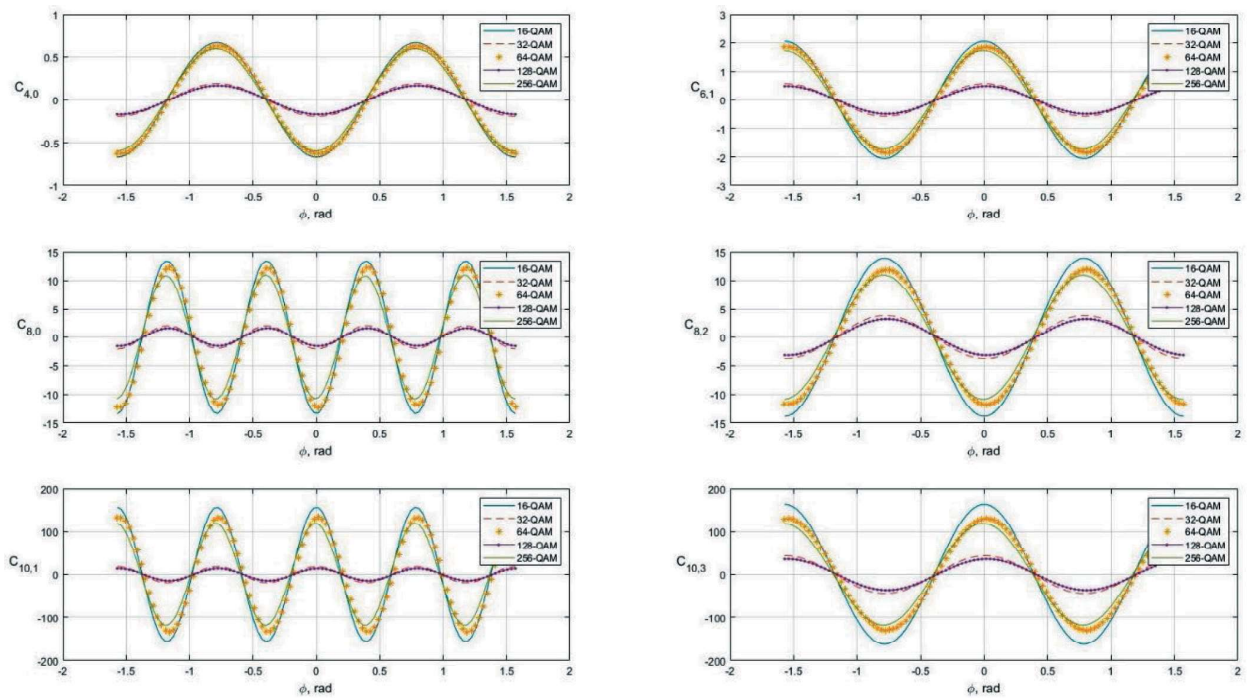 1
0.5
0
-0.5
-1
C4,0
-2 -1.5 -1 -0.5 0 0.5 1 1.5 2
ϕ, rad
16-QAM
32-QAM
64-QAM
128-QAM
256-QAM
3
2
1
0
-1
-2
-3
C6,1
-2 -1.5 -1 -0.5 0 0.5 1 1.5 2
ϕ, rad
16-QAM
32-QAM
64-QAM
128-QAM
256-QAM
15
10
5
0
-5
-10
-15
C8,0
-2 -1.5 -1 -0.5 0 0.5 1 1.5 2
ϕ, rad
16-QAM
32-QAM
64-QAM
128-QAM
256-QAM
15
10
5
0
-5
-10
-15
C8,2
-2 -1.5 -1 -0.5 0 0.5 1 1.5 2
ϕ, rad
16-QAM
32-QAM
64-QAM
128-QAM
256-QAM
200
100
0
-100
-200
C10,1
-2 -1.5 -1 -0.5 0 0.5 1 1.5 2
ϕ, rad
16-QAM
32-QAM
64-QAM
128-QAM
256-QAM
200
100
0
-100
-200
C10,3
-2 -1.5 -1 -0.5 0 0.5 1 1.5 2
ϕ, rad
16-QAM
32-QAM
64-QAM
128-QAM
256-QAM